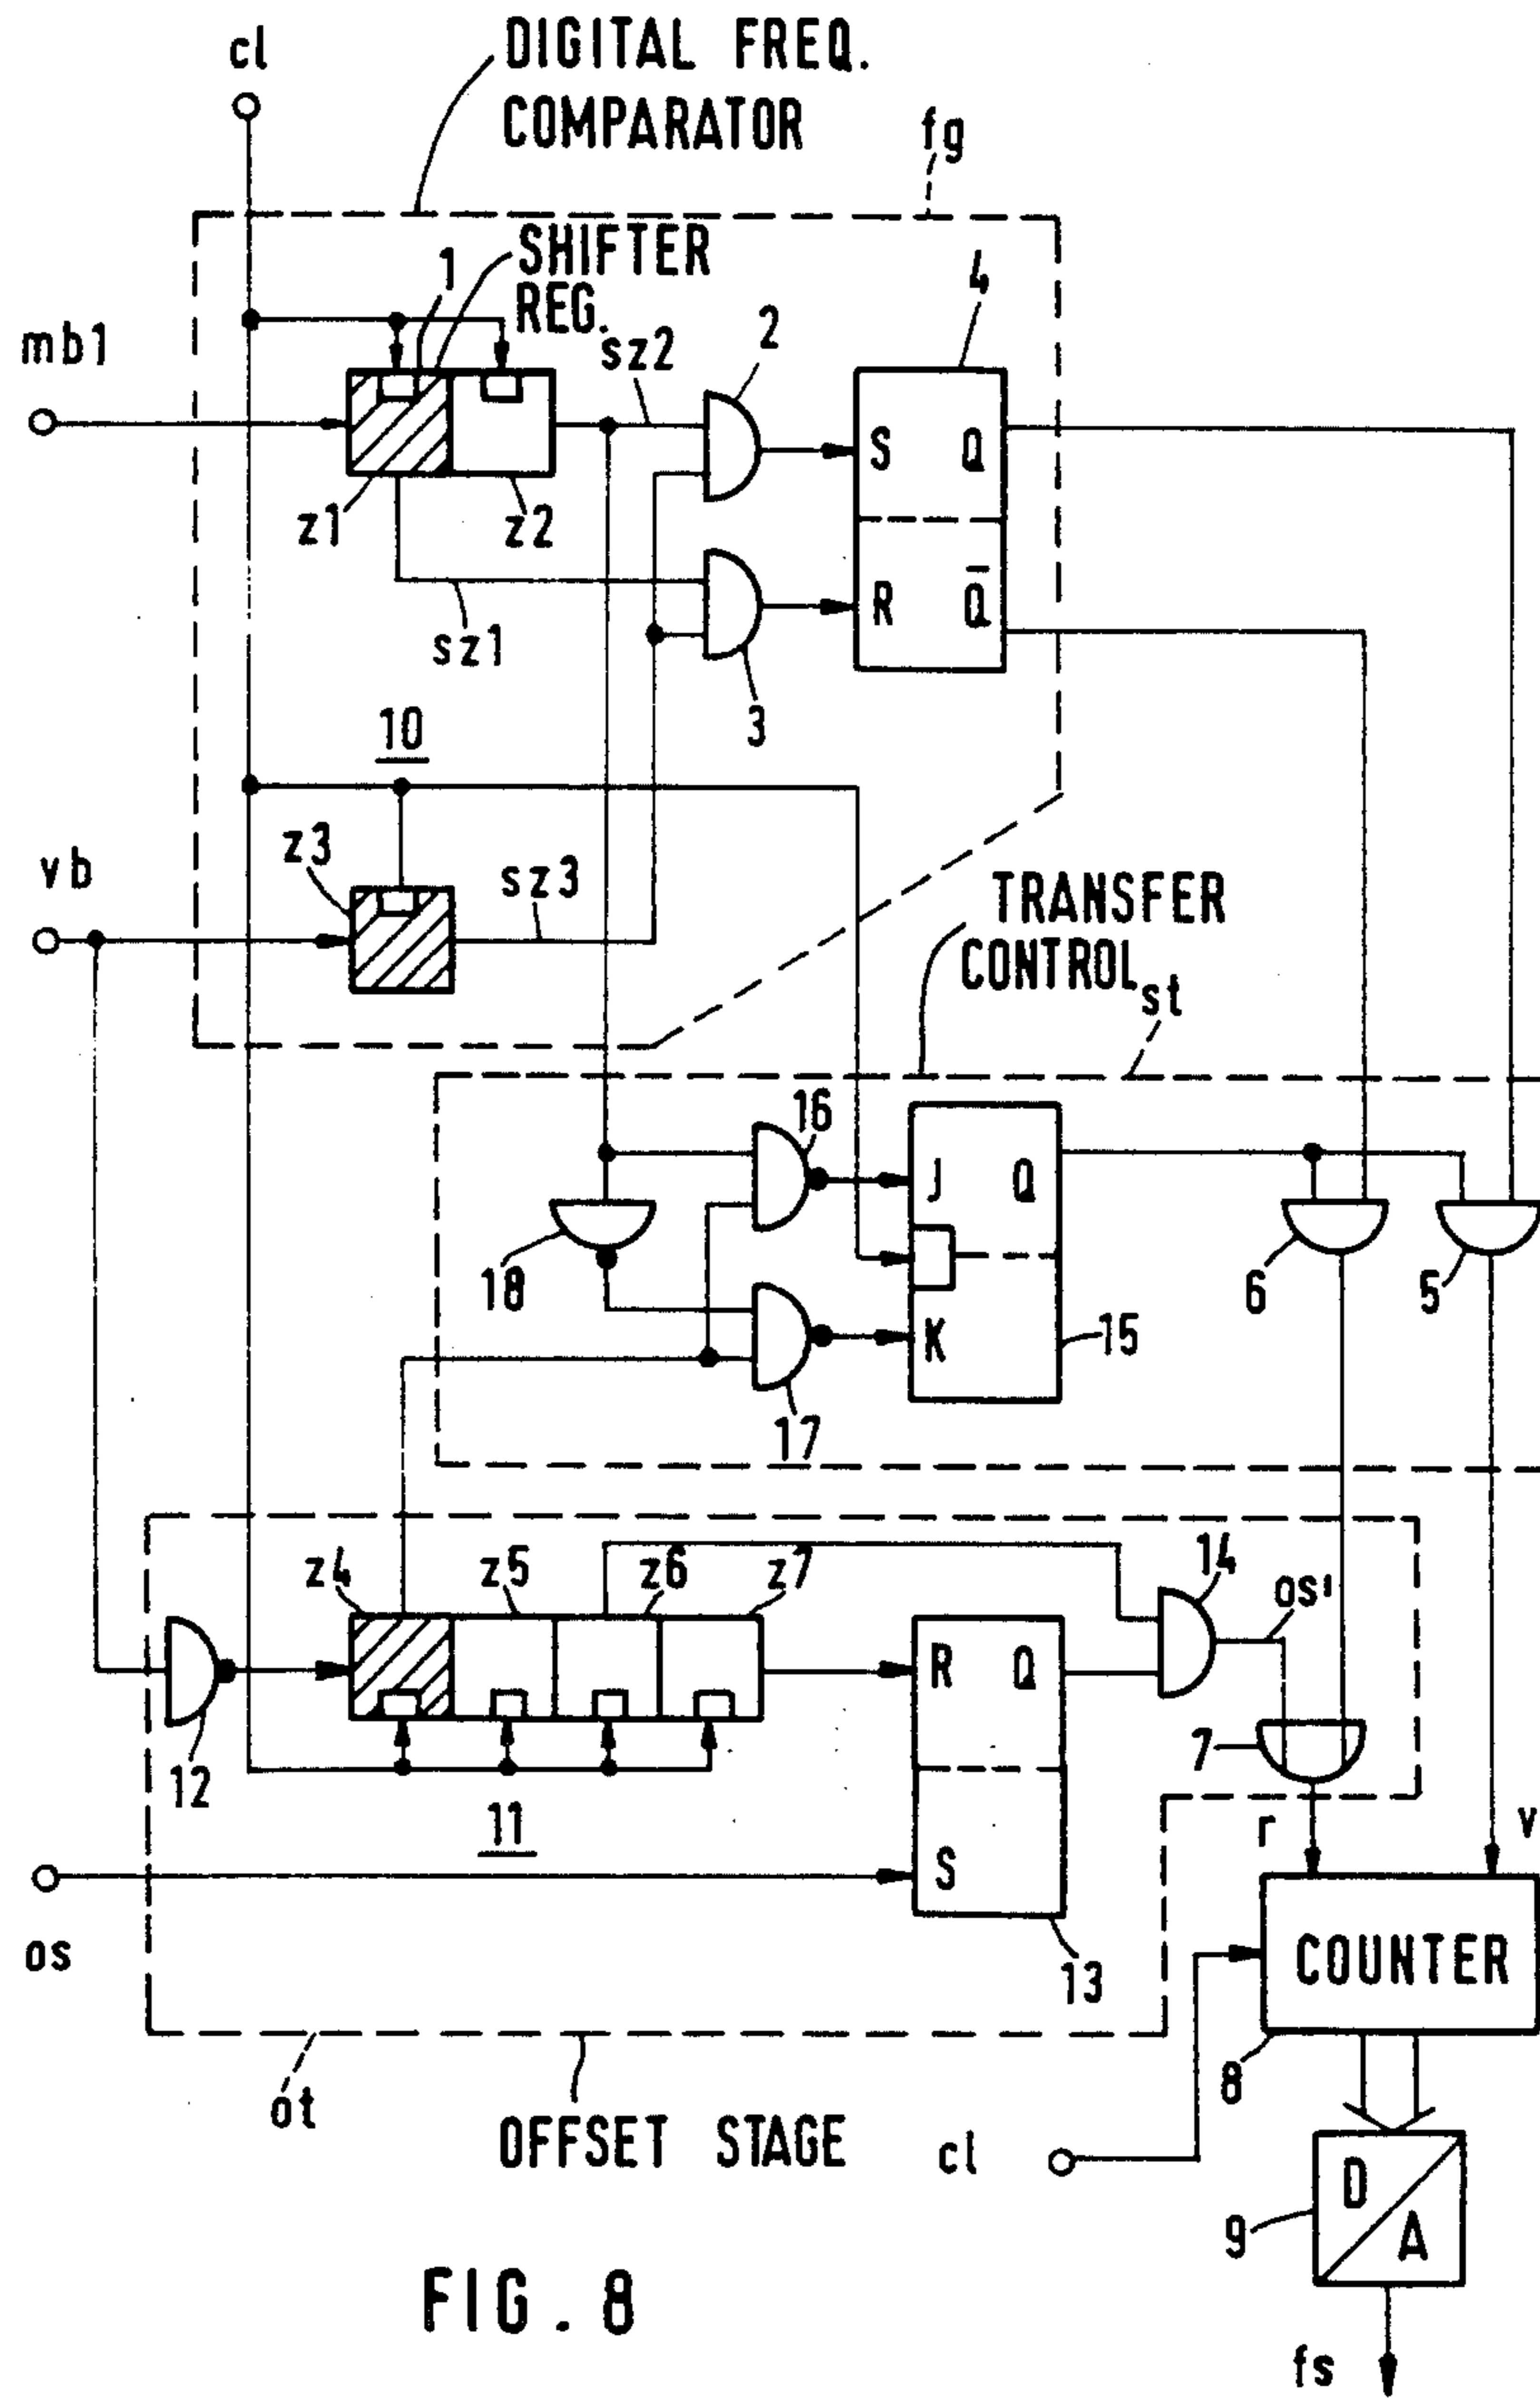 cl
DIGITAL FREQ.
COMPARATOR
fg
SHIFTER
REG.
1
4
mb1
sz2
2
S Q
z1
z2
R Q̄
sz1
3
10
z3
vb
sz3
TRANSFER
CONTROL
st
16
J Q
18
6
5
K
15
17
z4
z5
z6
z7
14
os'
R Q
7
12
11
r
v
S
os
13
COUNTER
8
ot
OFFSET STAGE
cl
D
A
9
FIG. 8
fs